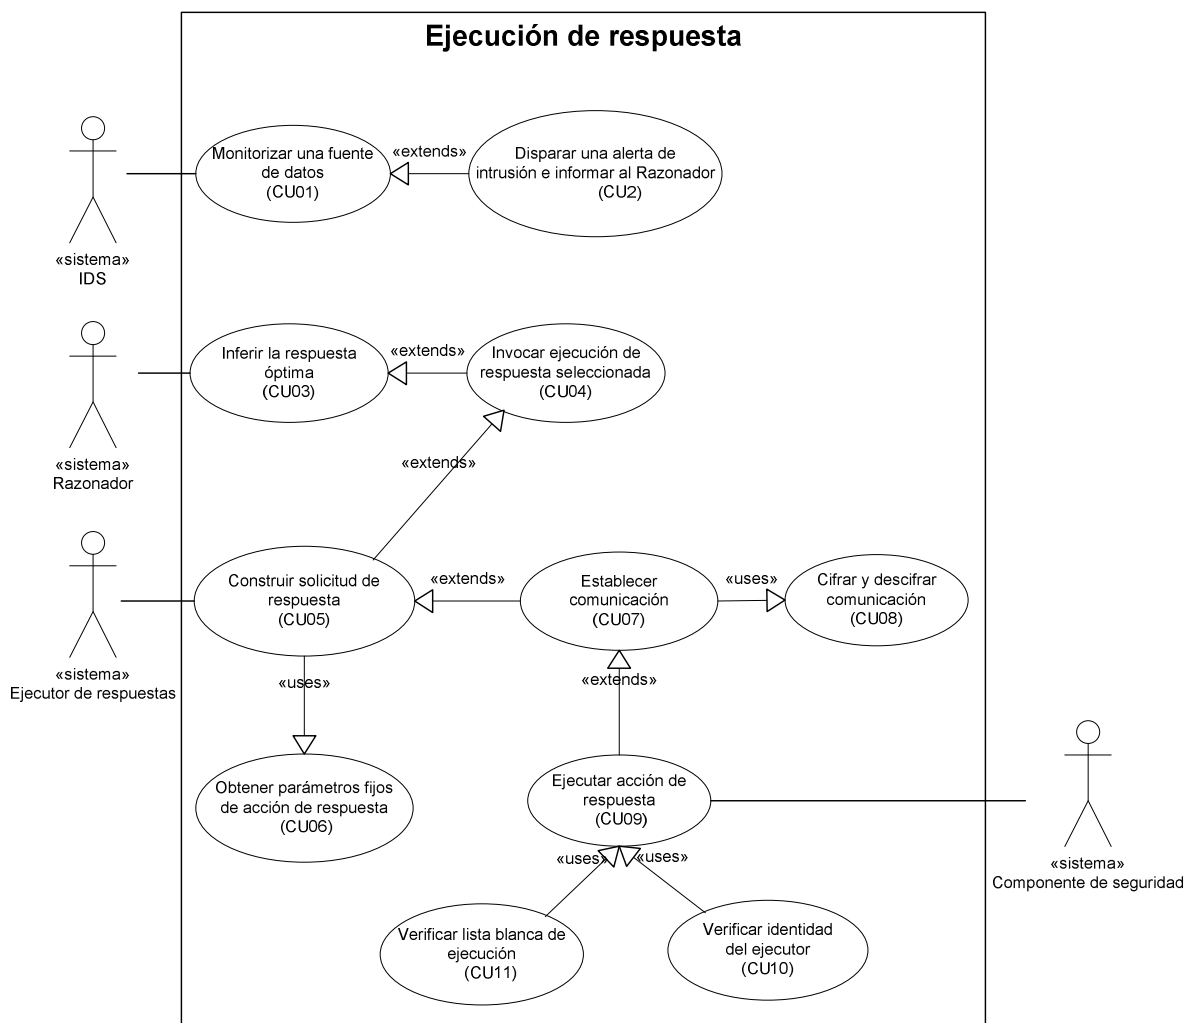 Ejecución de respuesta
Monitorizar una fuente
de datos
(CU01)
«extends»
Disparar una alerta de
intrusión e informar al Razonador
(CU2)
«sistema»
IDS
Inferir la respuesta
óptima
(CU03)
«extends»
Invocar ejecución de
respuesta seleccionada
(CU04)
«sistema»
Razonador
«extends»
Construir solicitud de
respuesta
(CU05)
«extends»
Establecer
comunicación
(CU07)
«uses»
Cifrar y descifrar
comunicación
(CU08)
«sistema»
Ejecutor de respuestas
«uses»
«extends»
Obtener parámetros fijos
de acción de respuesta
(CU06)
Ejecutar acción de
respuesta
(CU09)
«sistema»
Componente de seguridad
«uses»
«uses»
Verificar lista blanca de
ejecución
(CU11)
Verificar identidad
del ejecutor
(CU10)